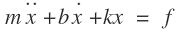 mẍ +bẋ +kx = f